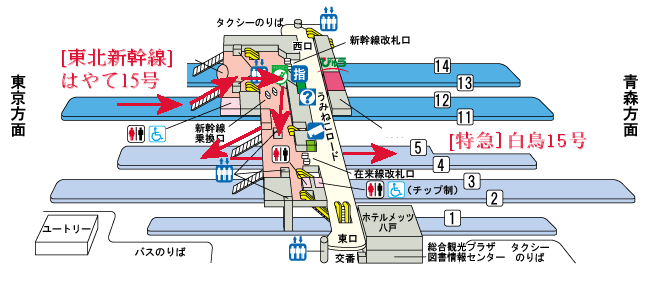 タクシーのりば
西口
新幹線改札口
[東北新幹線]
はやて15号
指
びゅう
14
13
12
11
東京方面
青森方面
?
うみねこロード
新幹線
乗換口
[特急]白鳥15号
5
4
在来線改札口
3
(チップ制)
2
1
ホテルメッツ
八戸
ユートリー
バスのりば
東口
交番
総合観光プラザ
図書情報センター
タクシー
のりば